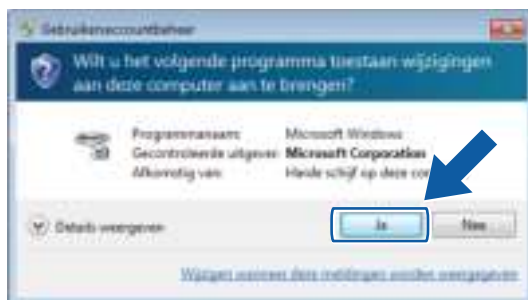 Gebruikersaccountbeheer
Wilt u het volgende programma toestaan wijzigingen
aan deze computer aan te brengen?
Programmanaam: Microsoft Windows
Gecontroleerde uitgever: Microsoft Corporation
Afkomstig van: Harde schijf op deze
Details weergeven
Ja
Nee
Wijzigen wanneer deze meldingen worden weergegeven